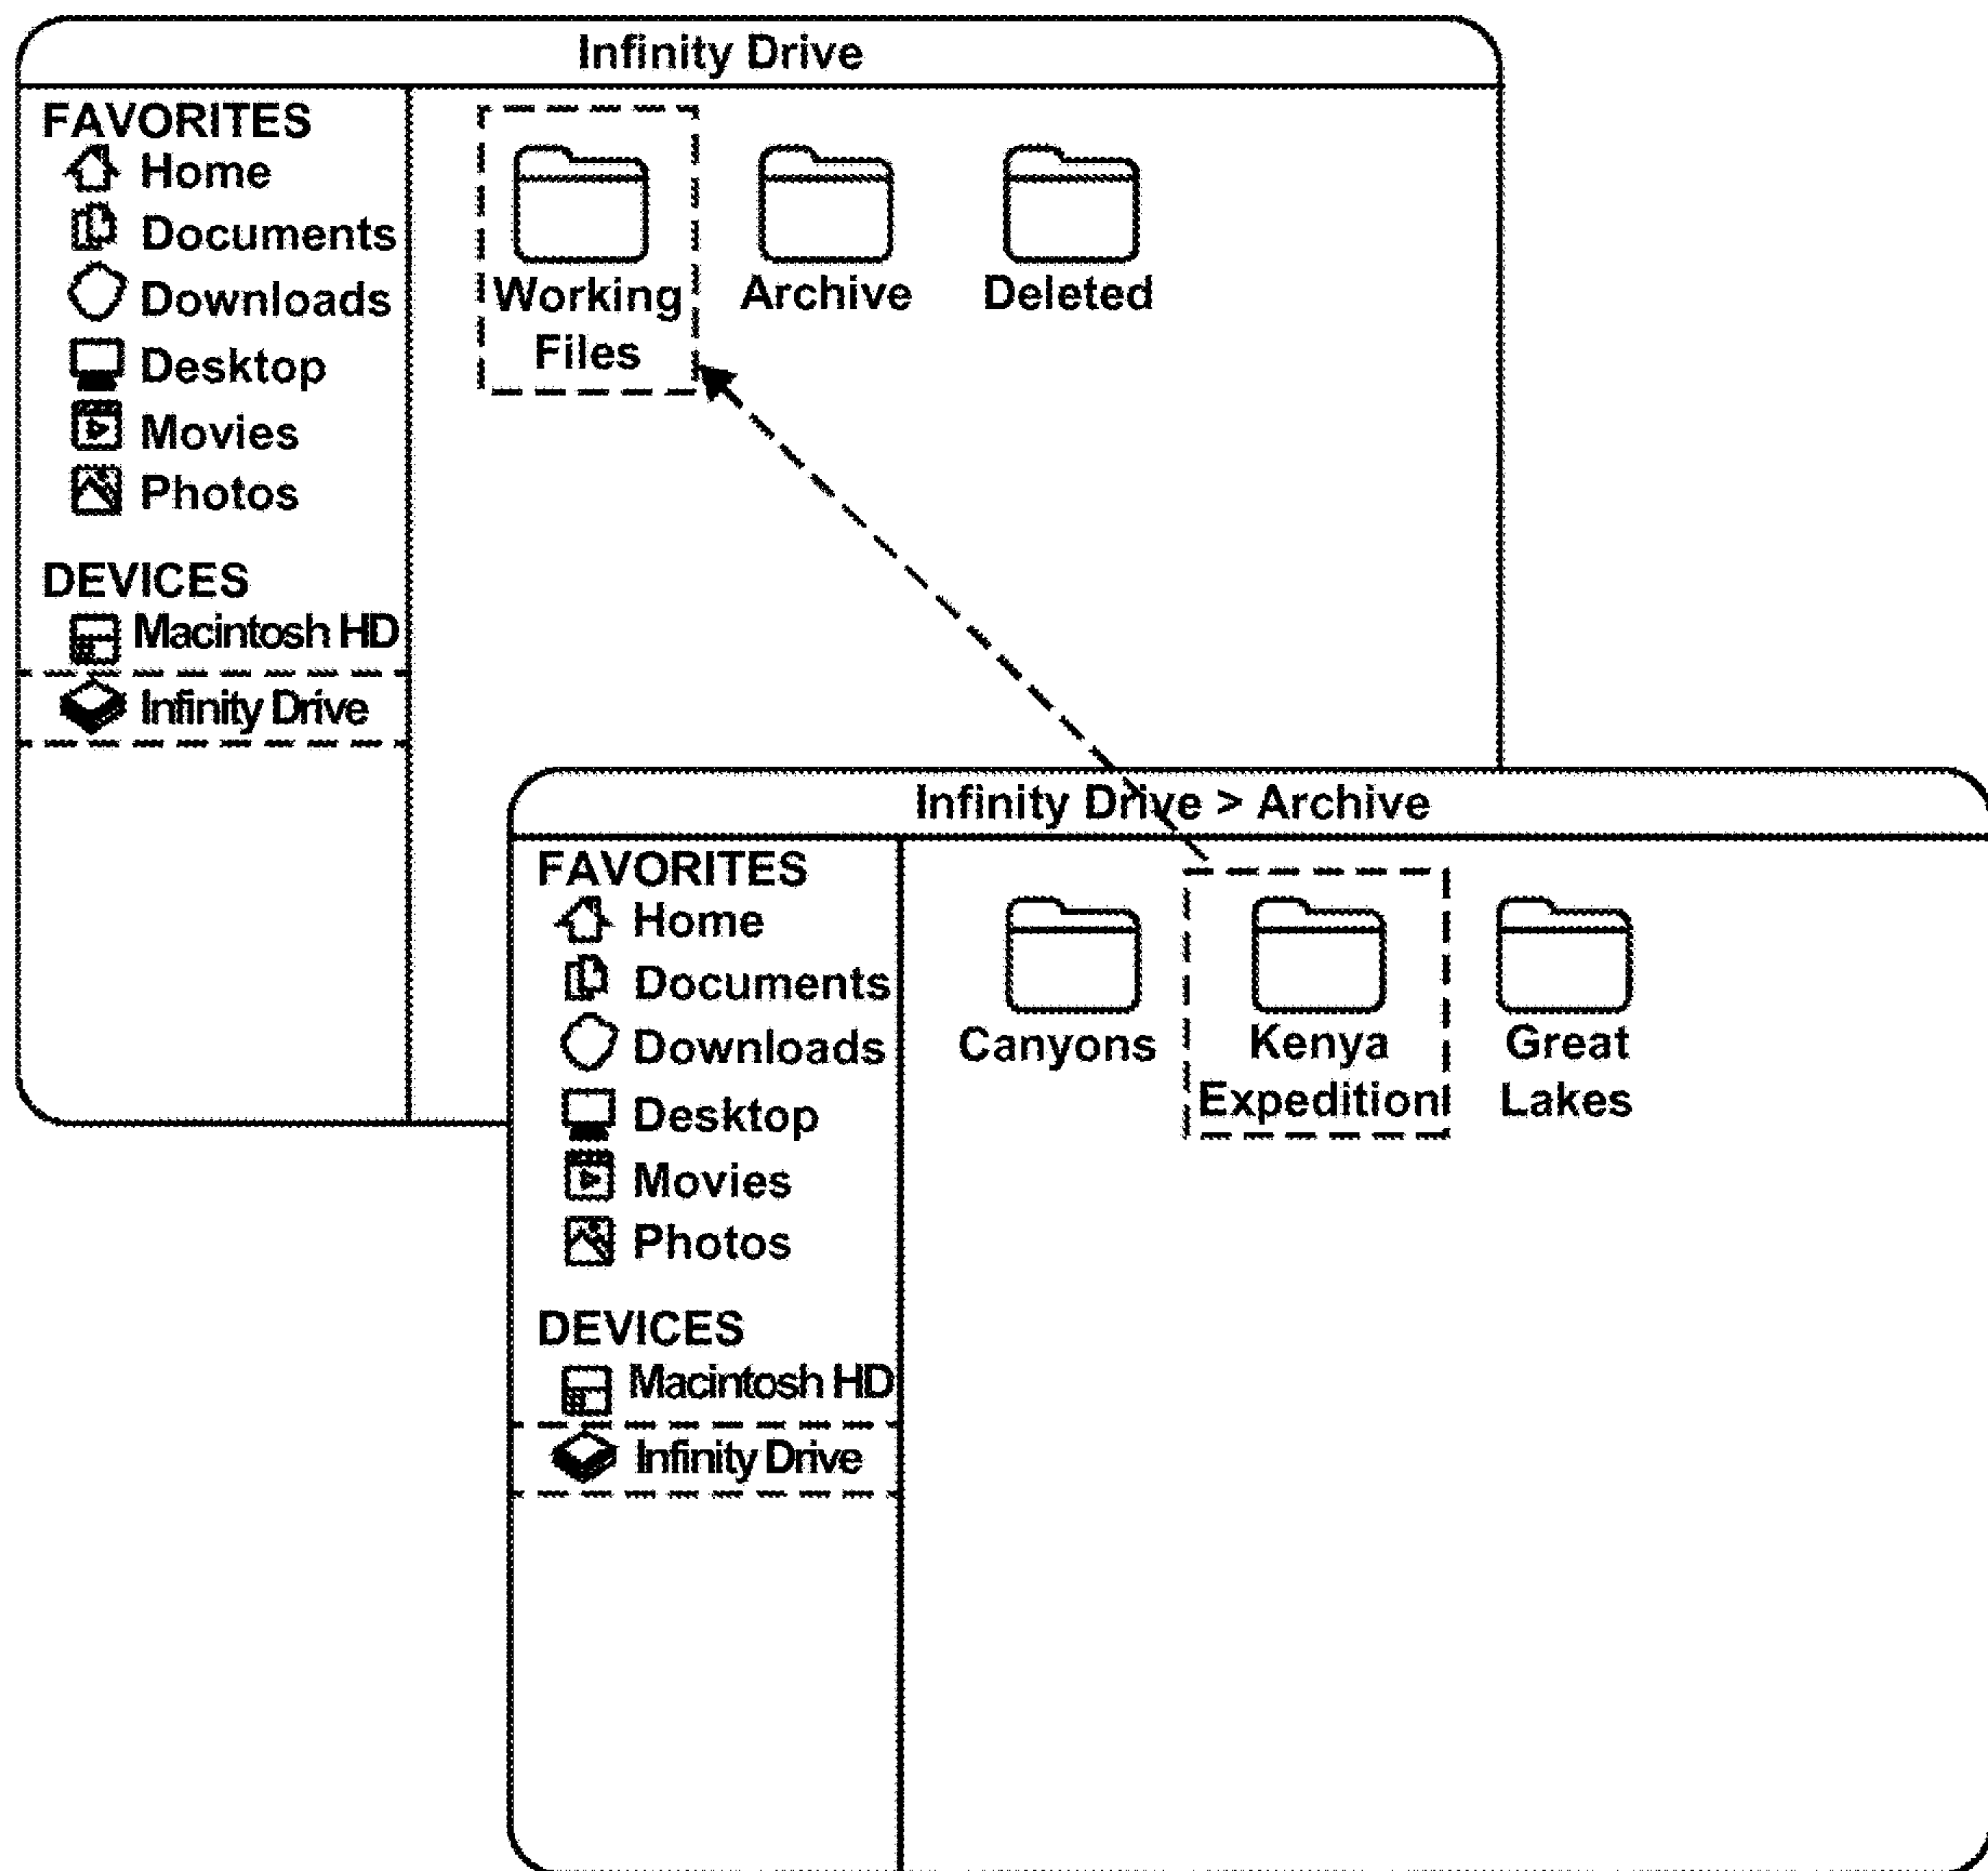 Infinity Drive
FAVORITES
Home
Documents
Downloads
Desktop
Movies
Photos
DEVICES
Macintosh HD
Infinity Drive
Working
Files
Archive
Deleted
Infinity Drive > Archive
FAVORITES
Home
Documents
Downloads
Desktop
Movies
Photos
DEVICES
Macintosh HD
Infinity Drive
Canyons
Kenya
Expedition
Great
Lakes